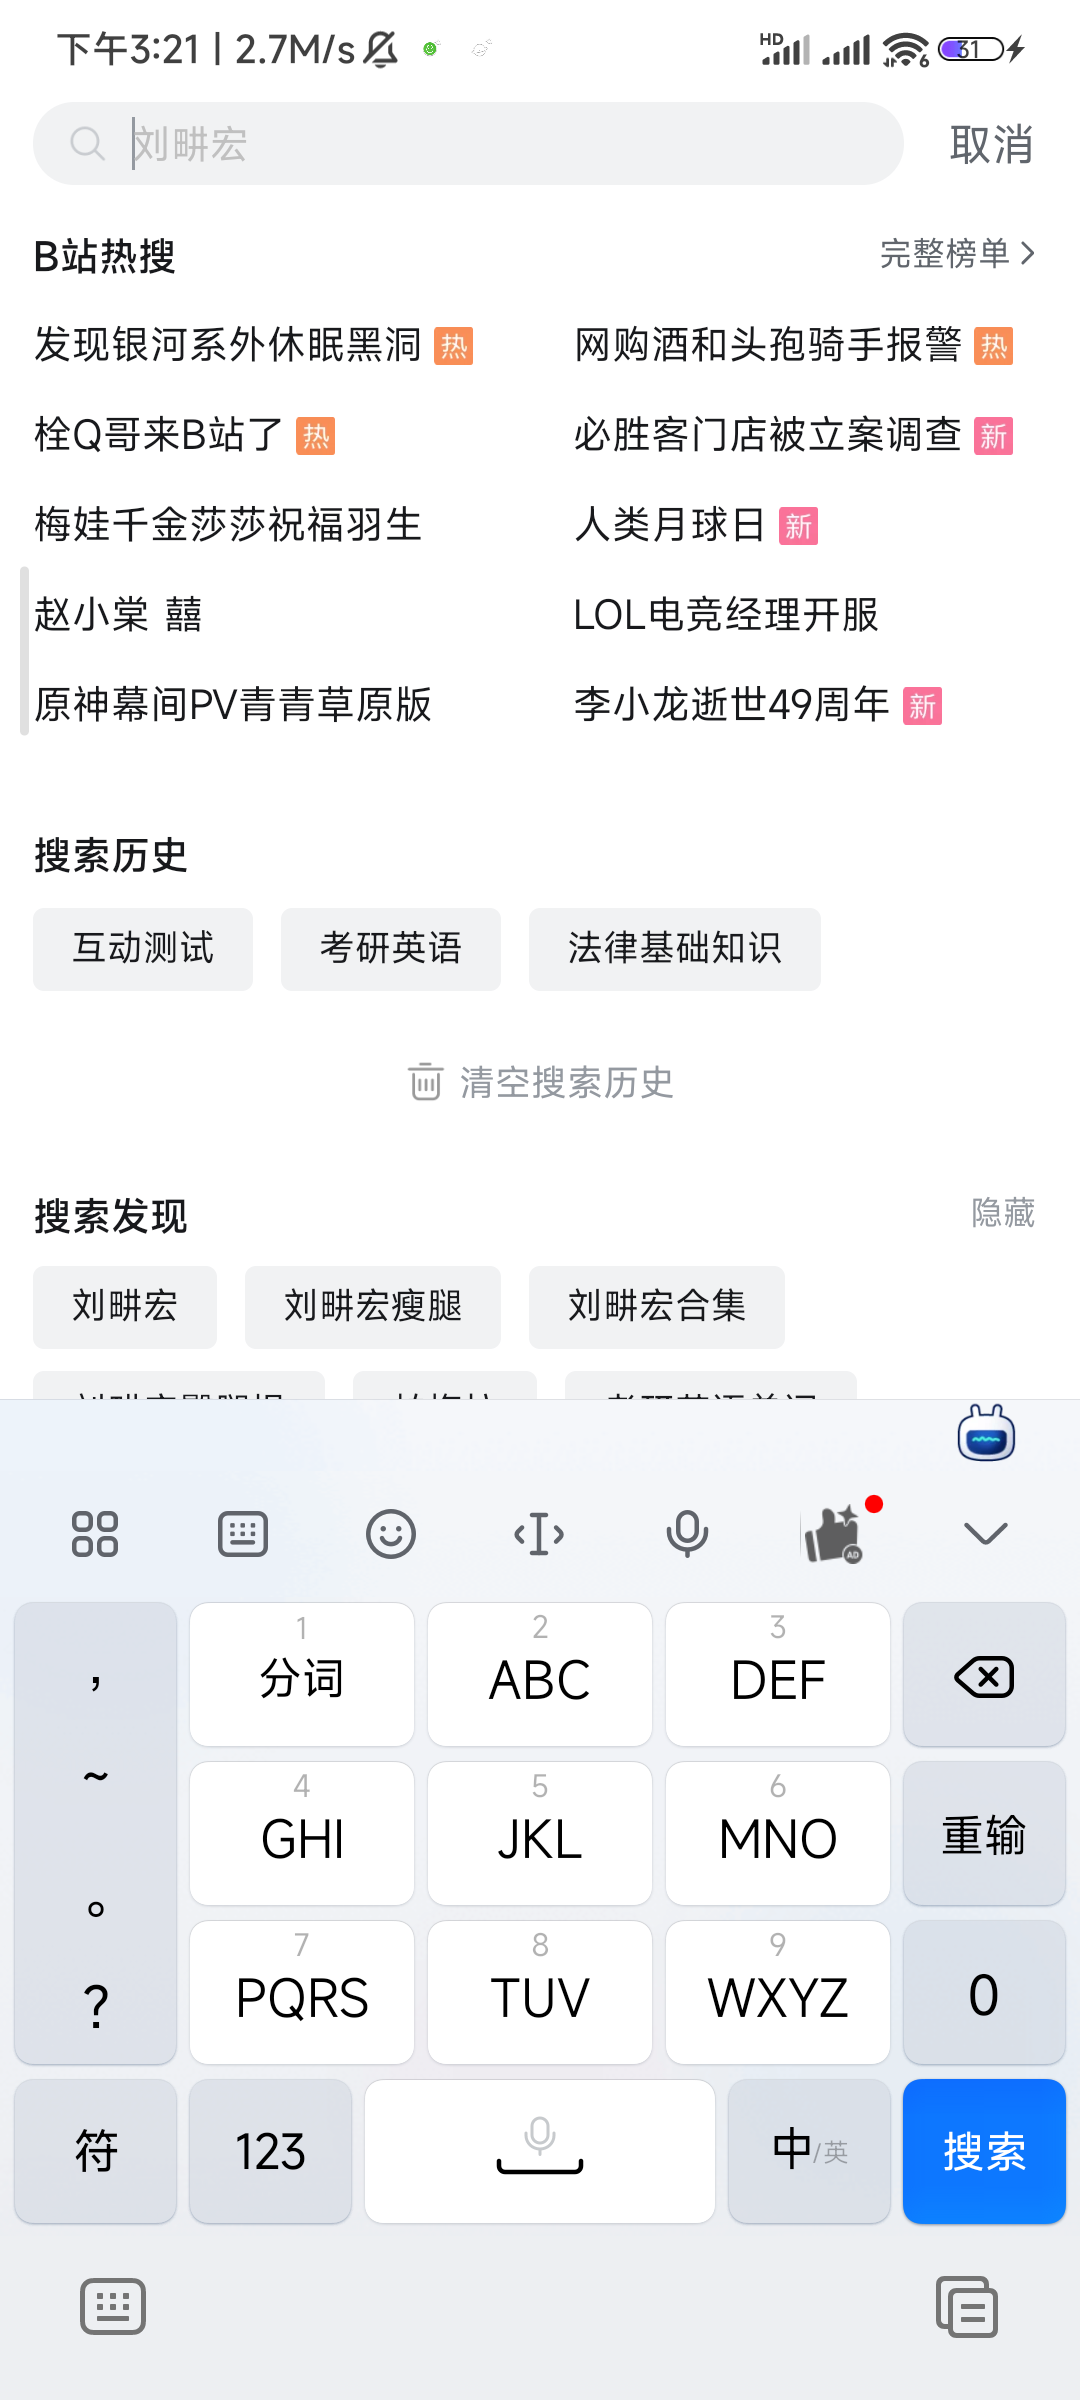 下午3:21 | 2.7M/s HD 6 31
刘畊宏 取消
B站热搜 完整榜单
发现银河系外休眠黑洞 热 网购酒和头孢骑手报警 热
栓Q哥来B站了 热 必胜客门店被立案调查 新
梅娃千金莎莎祝福羽生 人类月球日 新
赵小棠 囍 LOL电竞经理开服
原神幕间PV青青草原版 李小龙逝世49周年 新
搜索历史
互动测试 考研英语 法律基础知识
清空搜索历史
搜索发现 隐藏
刘畊宏 刘畊宏瘦腿 刘畊宏合集
AD
， 1 2 3
分词 ABC DEF
~ 4 5 6
GHI JKL MNO 重输
。 7 8 9
? PQRS TUV WXYZ 0
符 123 中/英 搜索